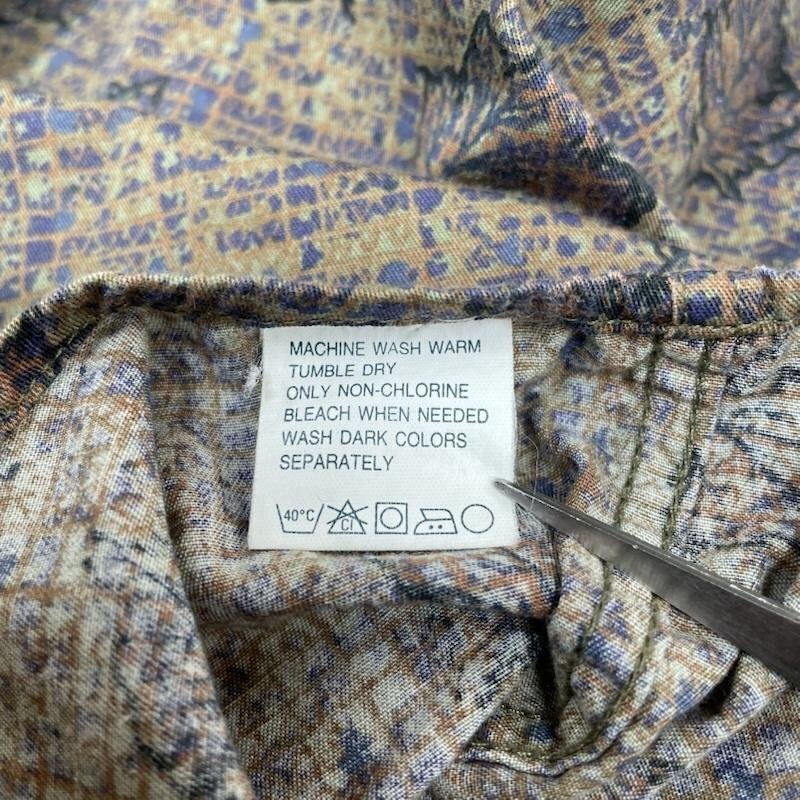 MACHINE WASH WARM
TUMBLE DRY
ONLY NON-CHLORINE
BLEACH WHEN NEEDED
WASH DARK COLORS
SEPARATELY
40°C Cl